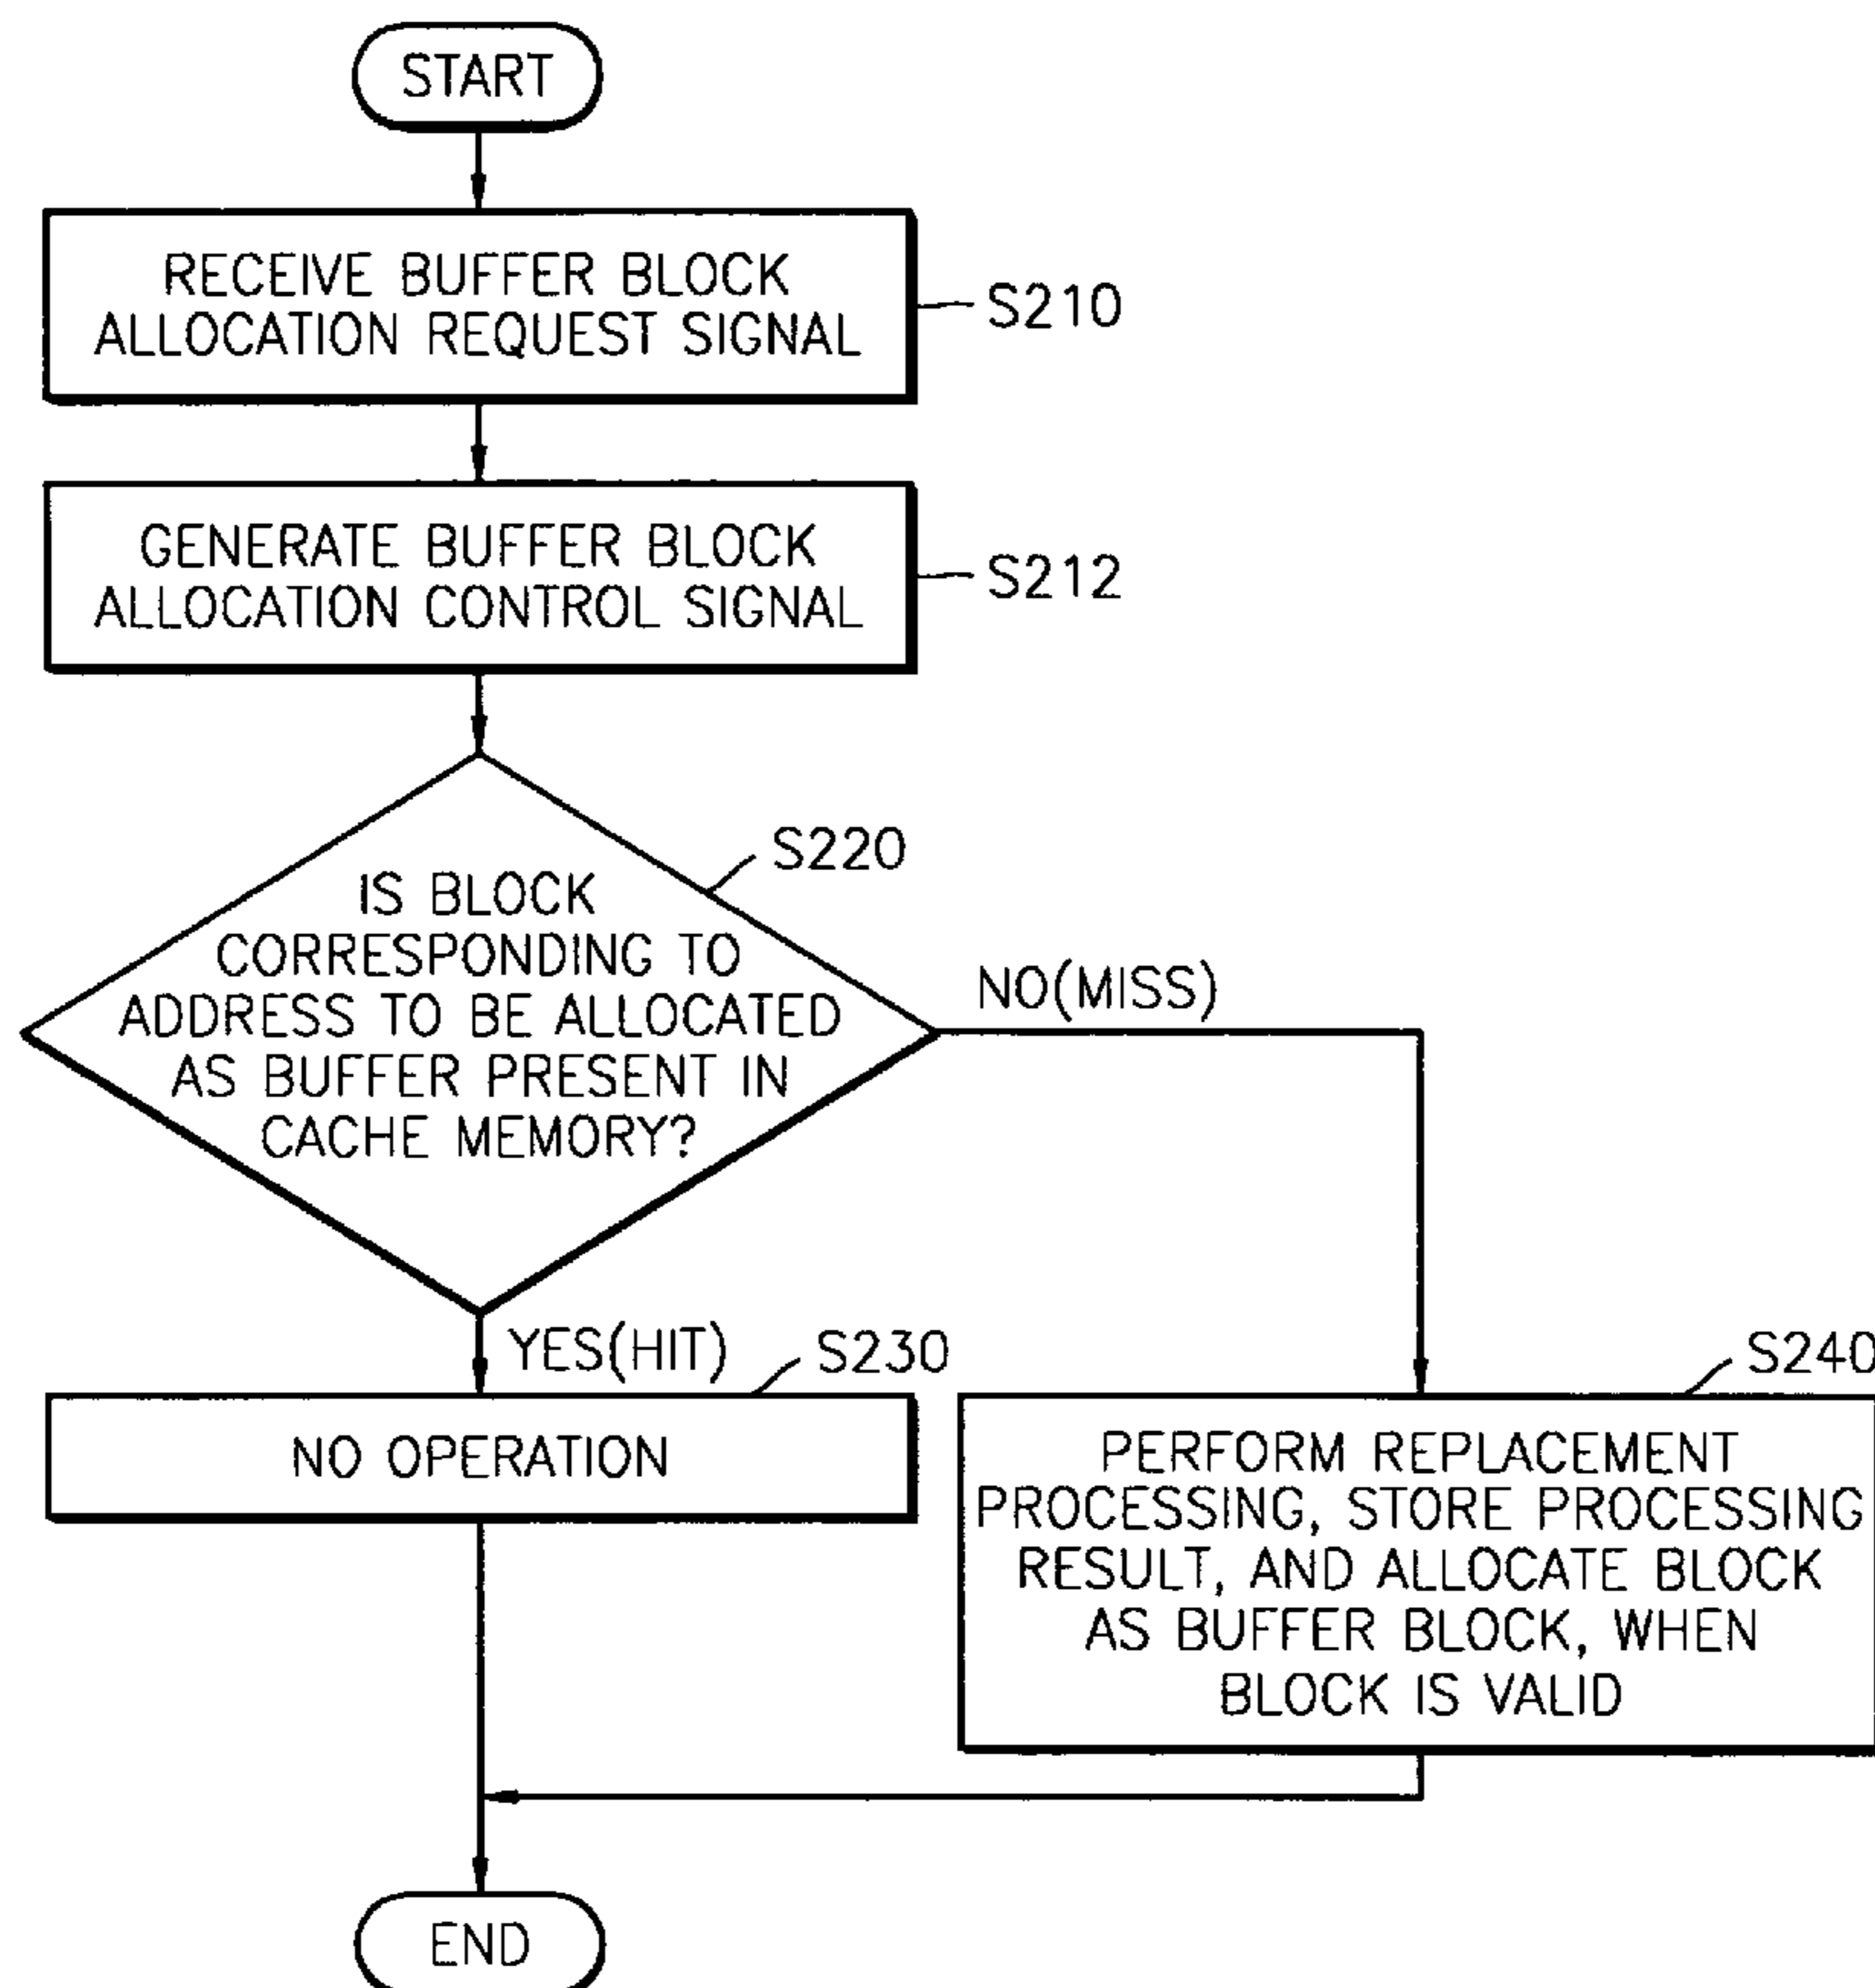 START
RECEIVE BUFFER BLOCK
ALLOCATION REQUEST SIGNAL
S210
GENERATE BUFFER BLOCK
ALLOCATION CONTROL SIGNAL
S212
S220
IS BLOCK
CORRESPONDING TO
ADDRESS TO BE ALLOCATED
AS BUFFER PRESENT IN
CACHE MEMORY?
NO(MISS)
YES(HIT)
S230
NO OPERATION
S240
PERFORM REPLACEMENT
PROCESSING, STORE PROCESSING
RESULT, AND ALLOCATE BLOCK
AS BUFFER BLOCK, WHEN
BLOCK IS VALID
END